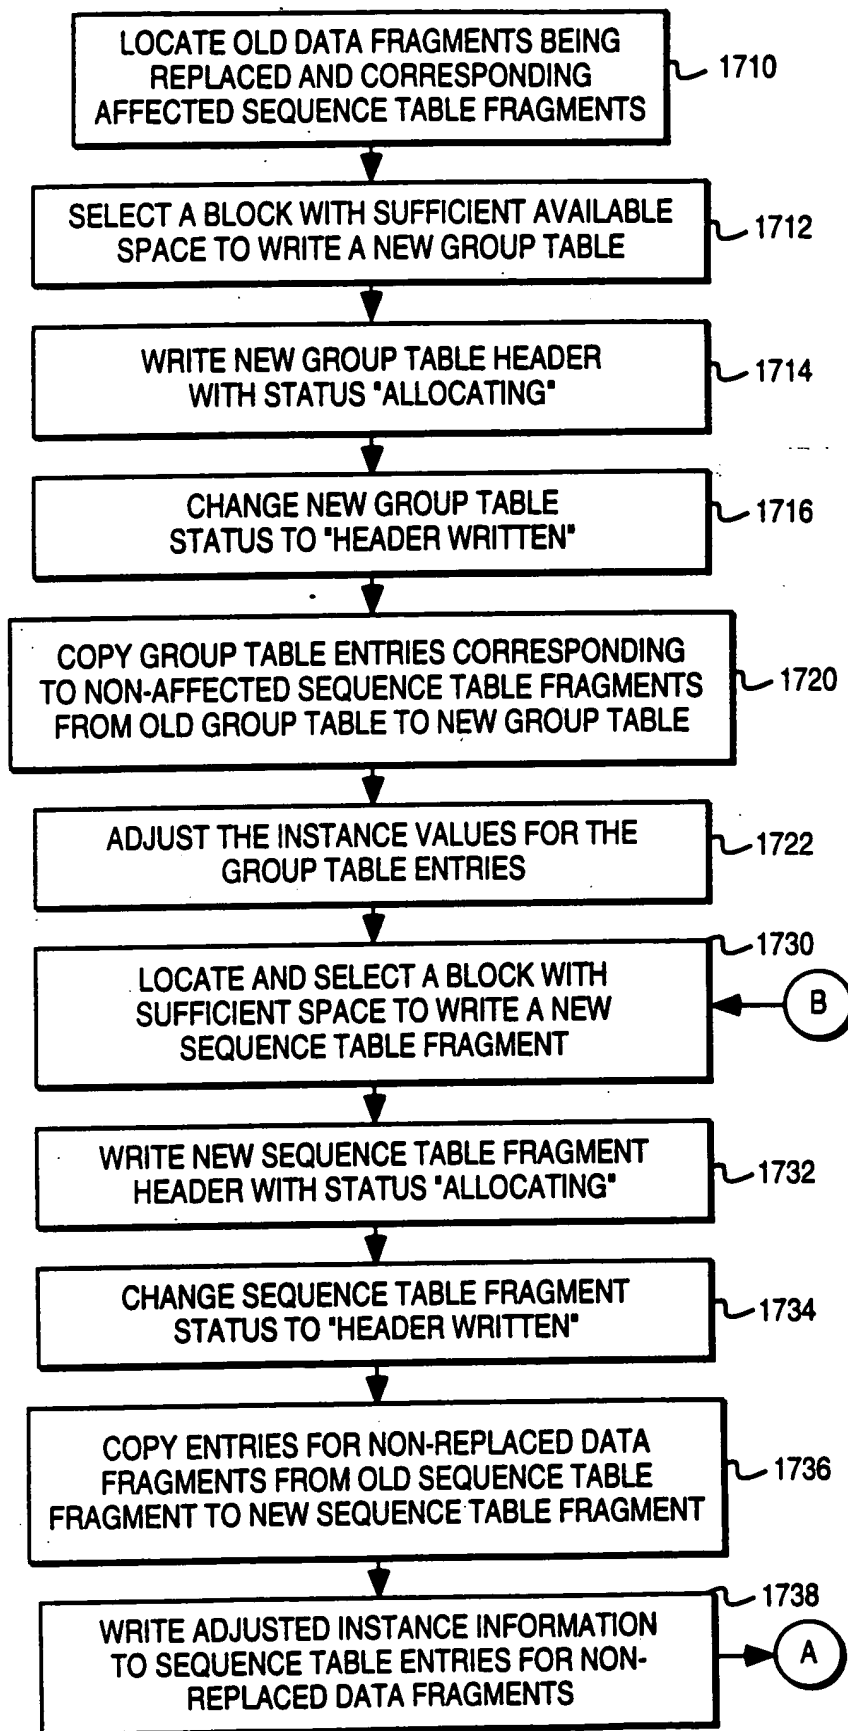 LOCATE OLD DATA FRAGMENTS BEING
REPLACED AND CORRESPONDING
AFFECTED SEQUENCE TABLE FRAGMENTS
1710
SELECT A BLOCK WITH SUFFICIENT AVAILABLE
SPACE TO WRITE A NEW GROUP TABLE
1712
WRITE NEW GROUP TABLE HEADER
WITH STATUS "ALLOCATING"
1714
CHANGE NEW GROUP TABLE
STATUS TO "HEADER WRITTEN"
1716
COPY GROUP TABLE ENTRIES CORRESPONDING
TO NON-AFFECTED SEQUENCE TABLE FRAGMENTS
FROM OLD GROUP TABLE TO NEW GROUP TABLE
1720
ADJUST THE INSTANCE VALUES FOR THE
GROUP TABLE ENTRIES
1722
1730
LOCATE AND SELECT A BLOCK WITH
SUFFICIENT SPACE TO WRITE A NEW
SEQUENCE TABLE FRAGMENT
B
WRITE NEW SEQUENCE TABLE FRAGMENT
HEADER WITH STATUS "ALLOCATING"
1732
CHANGE SEQUENCE TABLE FRAGMENT
STATUS TO "HEADER WRITTEN"
1734
COPY ENTRIES FOR NON-REPLACED DATA
FRAGMENTS FROM OLD SEQUENCE TABLE
FRAGMENT TO NEW SEQUENCE TABLE FRAGMENT
1736
1738
WRITE ADJUSTED INSTANCE INFORMATION
TO SEQUENCE TABLE ENTRIES FOR NON-
REPLACED DATA FRAGMENTS
A